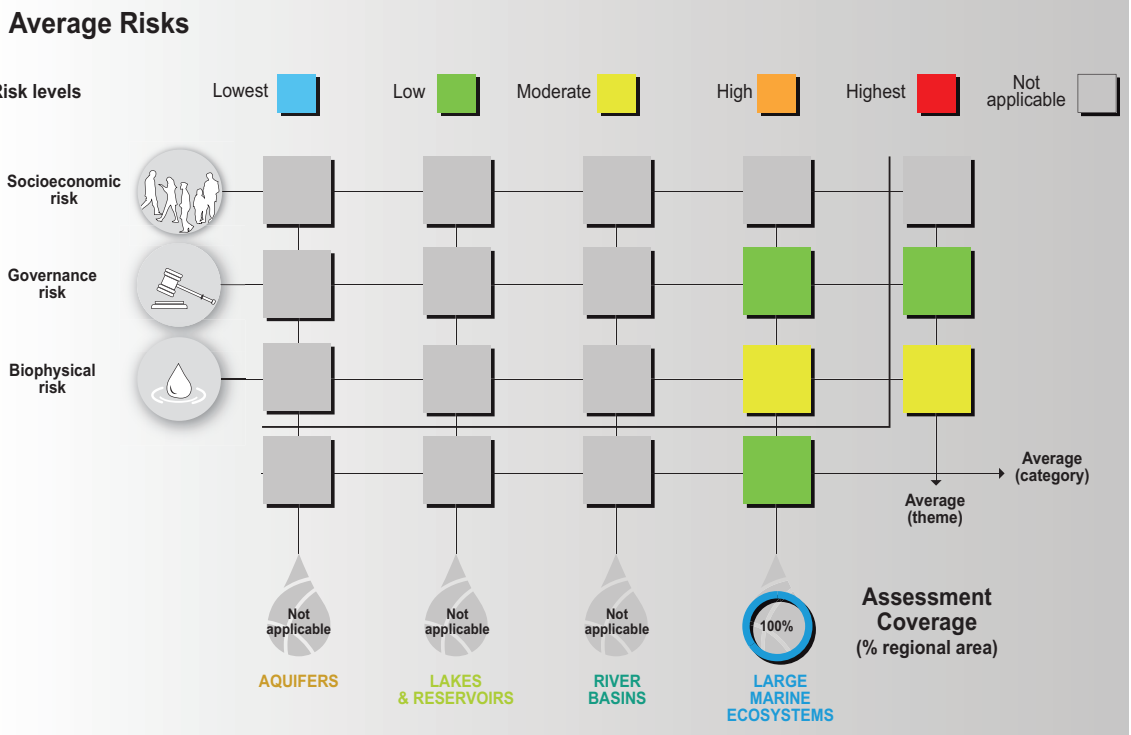 Average Risks
Risk levels
Lowest
Low
Moderate
High
Highest
Not
applicable
Socioeconomic
risk
Governance
risk
Biophysical
risk
Average
(category)
Average
(theme)
Not
applicable
Not
applicable
Not
applicable
100%
Assessment
Coverage
(% regional area)
AQUIFERS
LAKES
& RESERVOIRS
RIVER
BASINS
LARGE
MARINE
ECOSYSTEMS